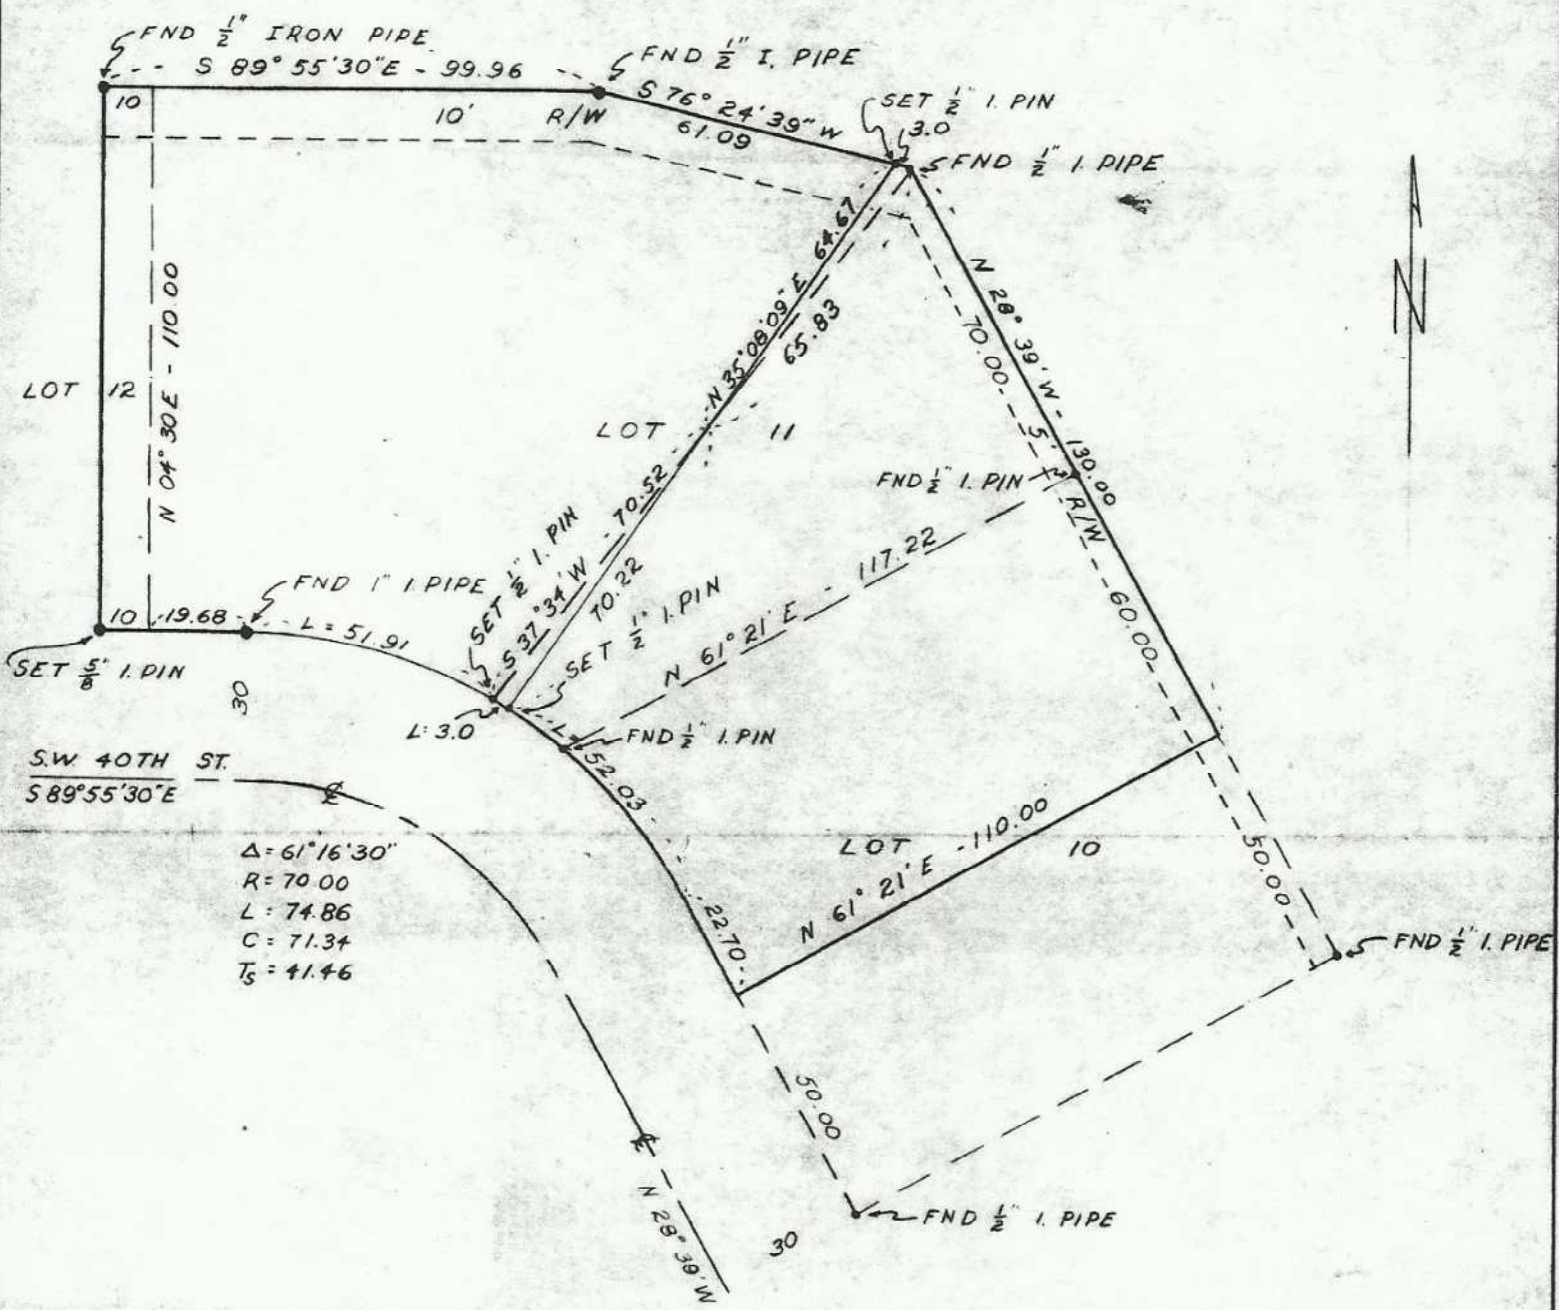 FND ½" IRON PIPE
S 89° 55'30"E - 99.96
FND ½" I. PIPE
S 76° 24'39" W
61.09
SET ½" I. PIN
3.0
FND ½" I. PIPE
10
10' R/W
N
64.67
N 35°08'09" E
65.83
N 28° 39' W - 130.00
70.00
5' R/W
LOT 12
N 04° 30E - 110.00
LOT 11
FND ½" I. PIN
SET ½" I. PIN
S 37°34' W - 70.52
70.22
SET ½" I. PIN
N 61° 21' E - 117.22
60.00
FND 1" I. PIPE
10 19.68
L = 51.91
SET ⅝" I. PIN
30
L: 3.0
L = 52.03
FND ½" I. PIN
S.W. 40TH ST.
S 89°55'30"E
℄
Δ = 61°16'30"
R = 70.00
L = 74.86
C = 71.34
Ts = 41.46
LOT 10
N 61° 21' E - 110.00
22.70
50.00
FND ½" I. PIPE
50.00
℄
N 28° 39' W
30
FND ½" I. PIPE